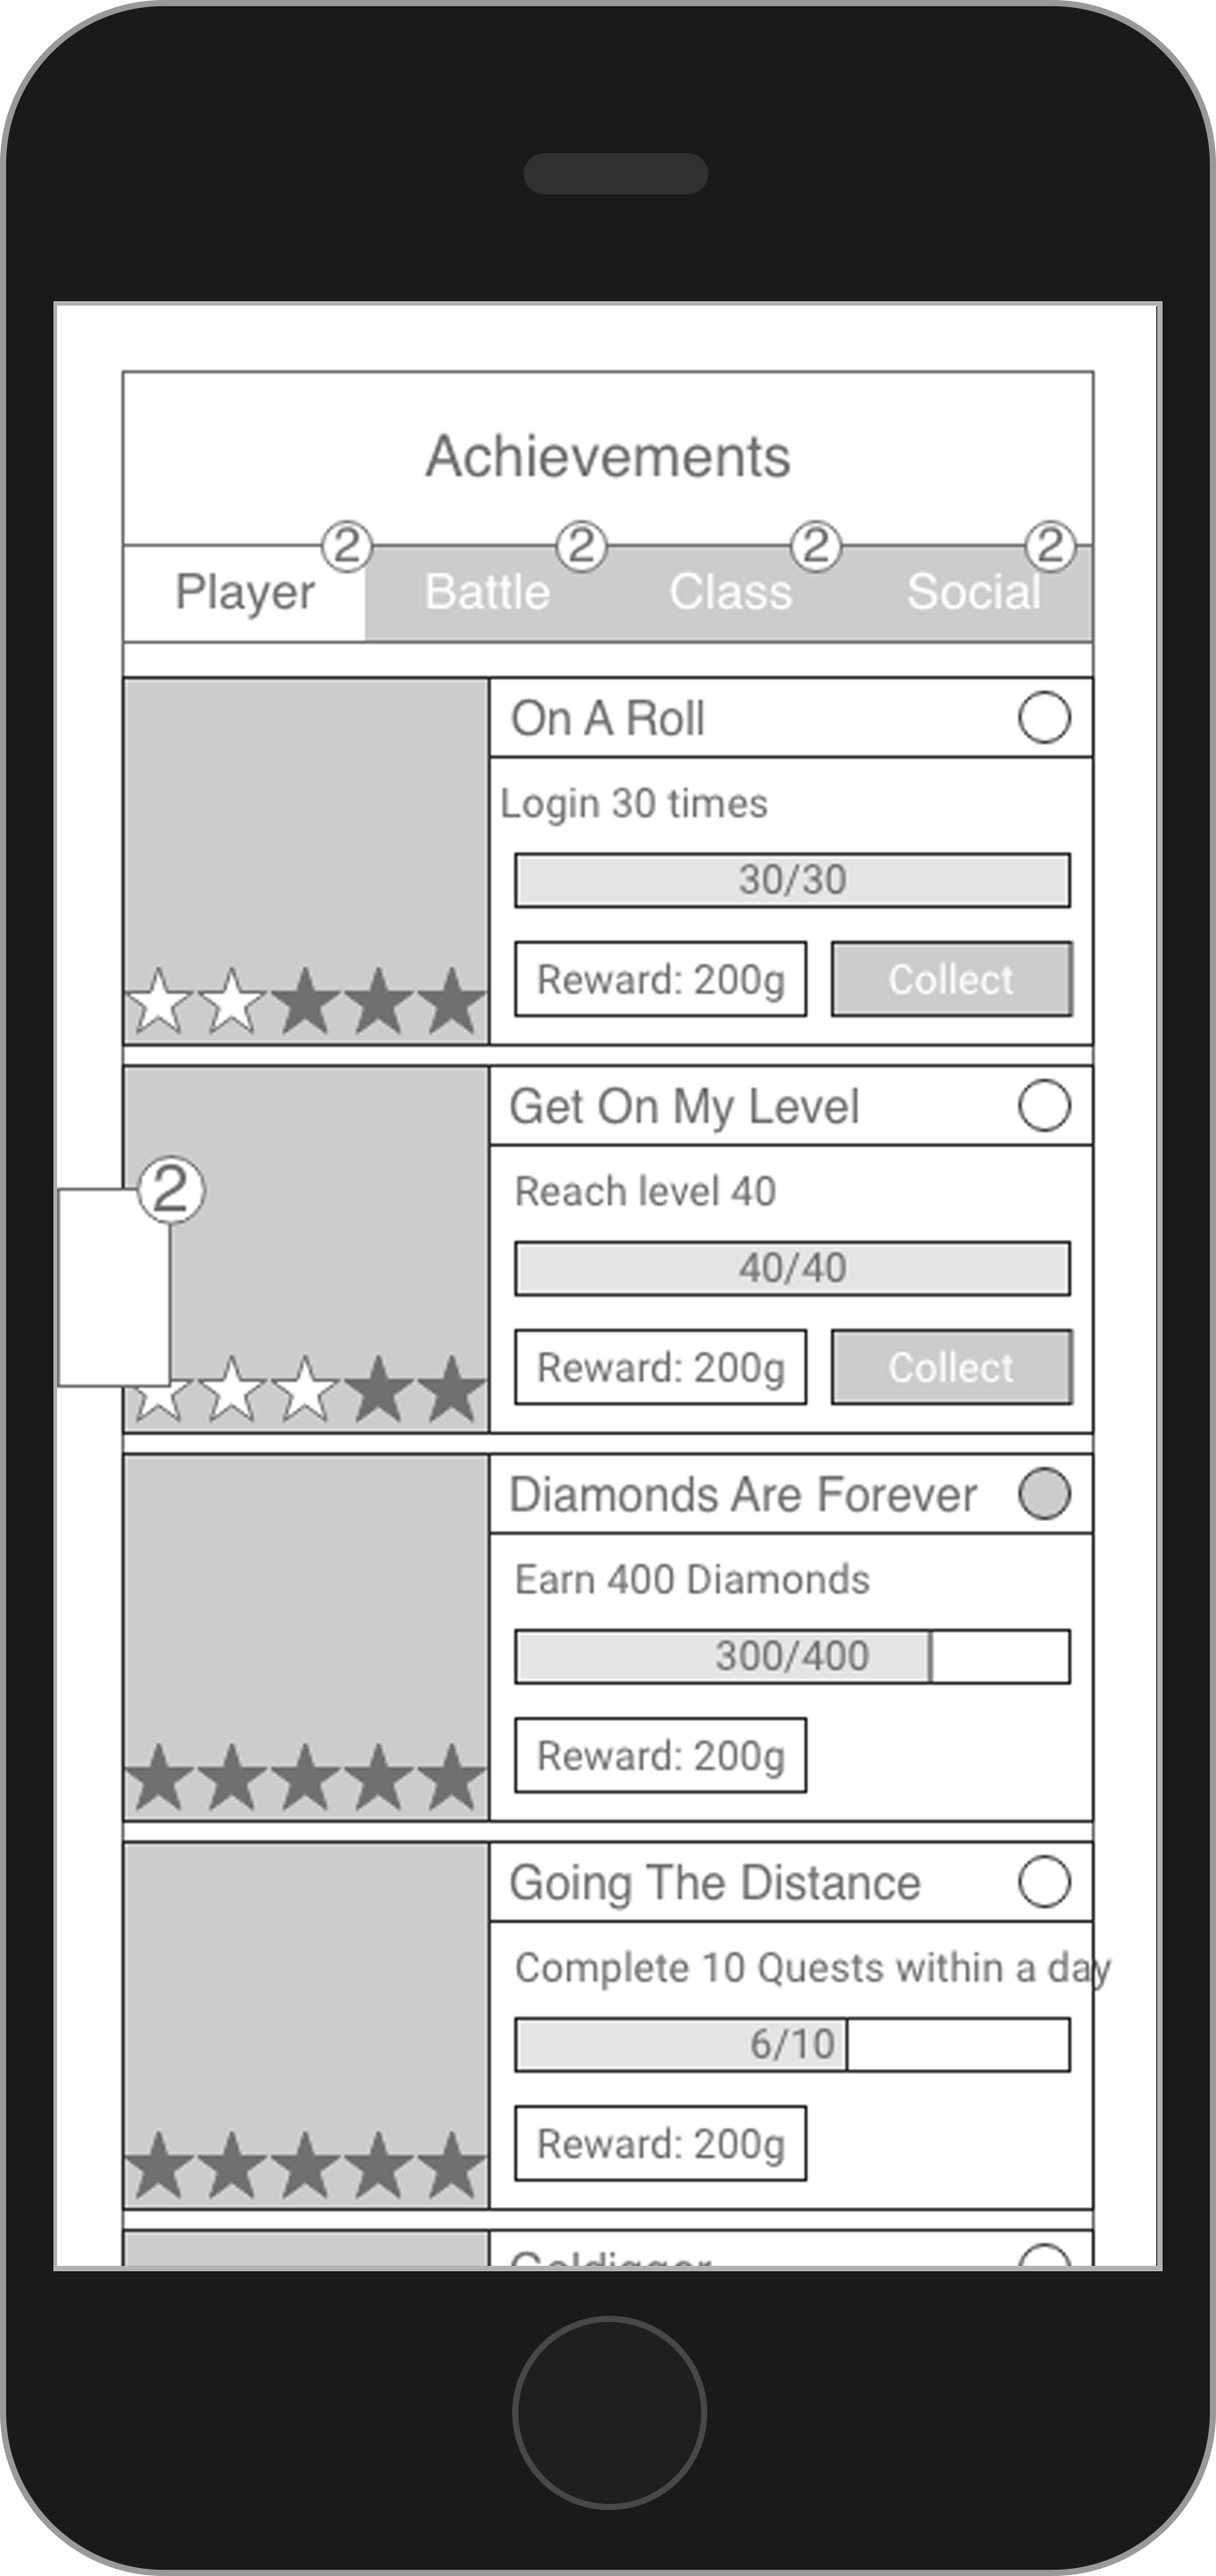 Achievements
2 2 2 2
Player Battle Class Social
On A Roll
Login 30 times
30/30
Reward: 200g Collect
Get On My Level
Reach level 40
2
40/40
Reward: 200g Collect
Diamonds Are Forever
Earn 400 Diamonds
300/400
Reward: 200g
Going The Distance
Complete 10 Quests within a day
6/10
Reward: 200g